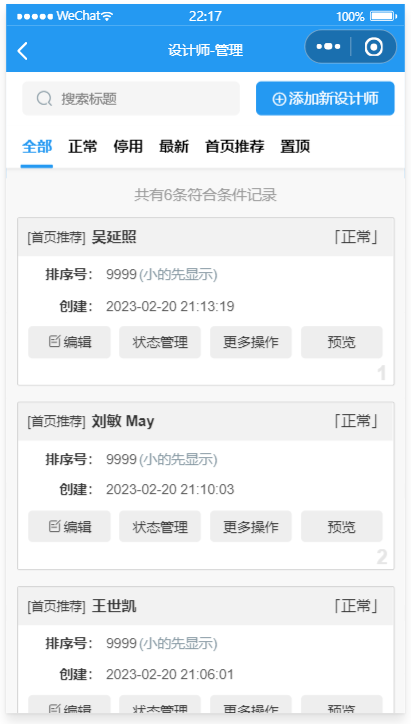 WeChat 22:17 100%
设计师-管理
搜索标题 添加新设计师
全部 正常 停用 最新 首页推荐 置顶
共有6条符合条件记录
[首页推荐] 吴延照 「正常」
排序号: 9999 (小的先显示)
创建: 2023-02-20 21:13:19
编辑 状态管理 更多操作 预览
1
[首页推荐] 刘敏 May 「正常」
排序号: 9999 (小的先显示)
创建: 2023-02-20 21:10:03
编辑 状态管理 更多操作 预览
2
[首页推荐] 王世凯 「正常」
排序号: 9999 (小的先显示)
创建: 2023-02-20 21:06:01
编辑 状态管理 更多操作 预览